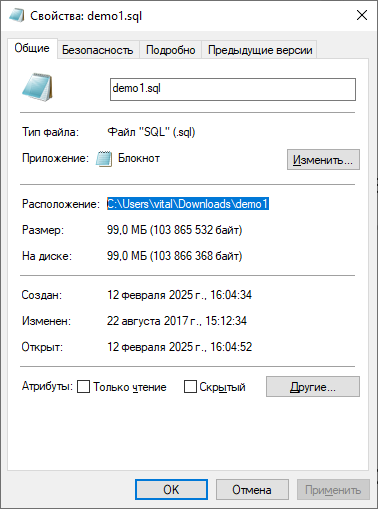 Свойства: demo1.sql
Общие Безопасность Подробно Предыдущие версии
demo1.sql
Тип файла: Файл "SQL" (.sql)
Приложение: Блокнот Изменить...
Расположение: C:\Users\vital\Downloads\demo1
Размер: 99,0 МБ (103 865 532 байт)
На диске: 99,0 МБ (103 866 368 байт)
Создан: 12 февраля 2025 г., 16:04:34
Изменен: 22 августа 2017 г., 15:12:34
Открыт: 12 февраля 2025 г., 16:04:52
Атрибуты: Только чтение Скрытый Другие...
OK Отмена Применить